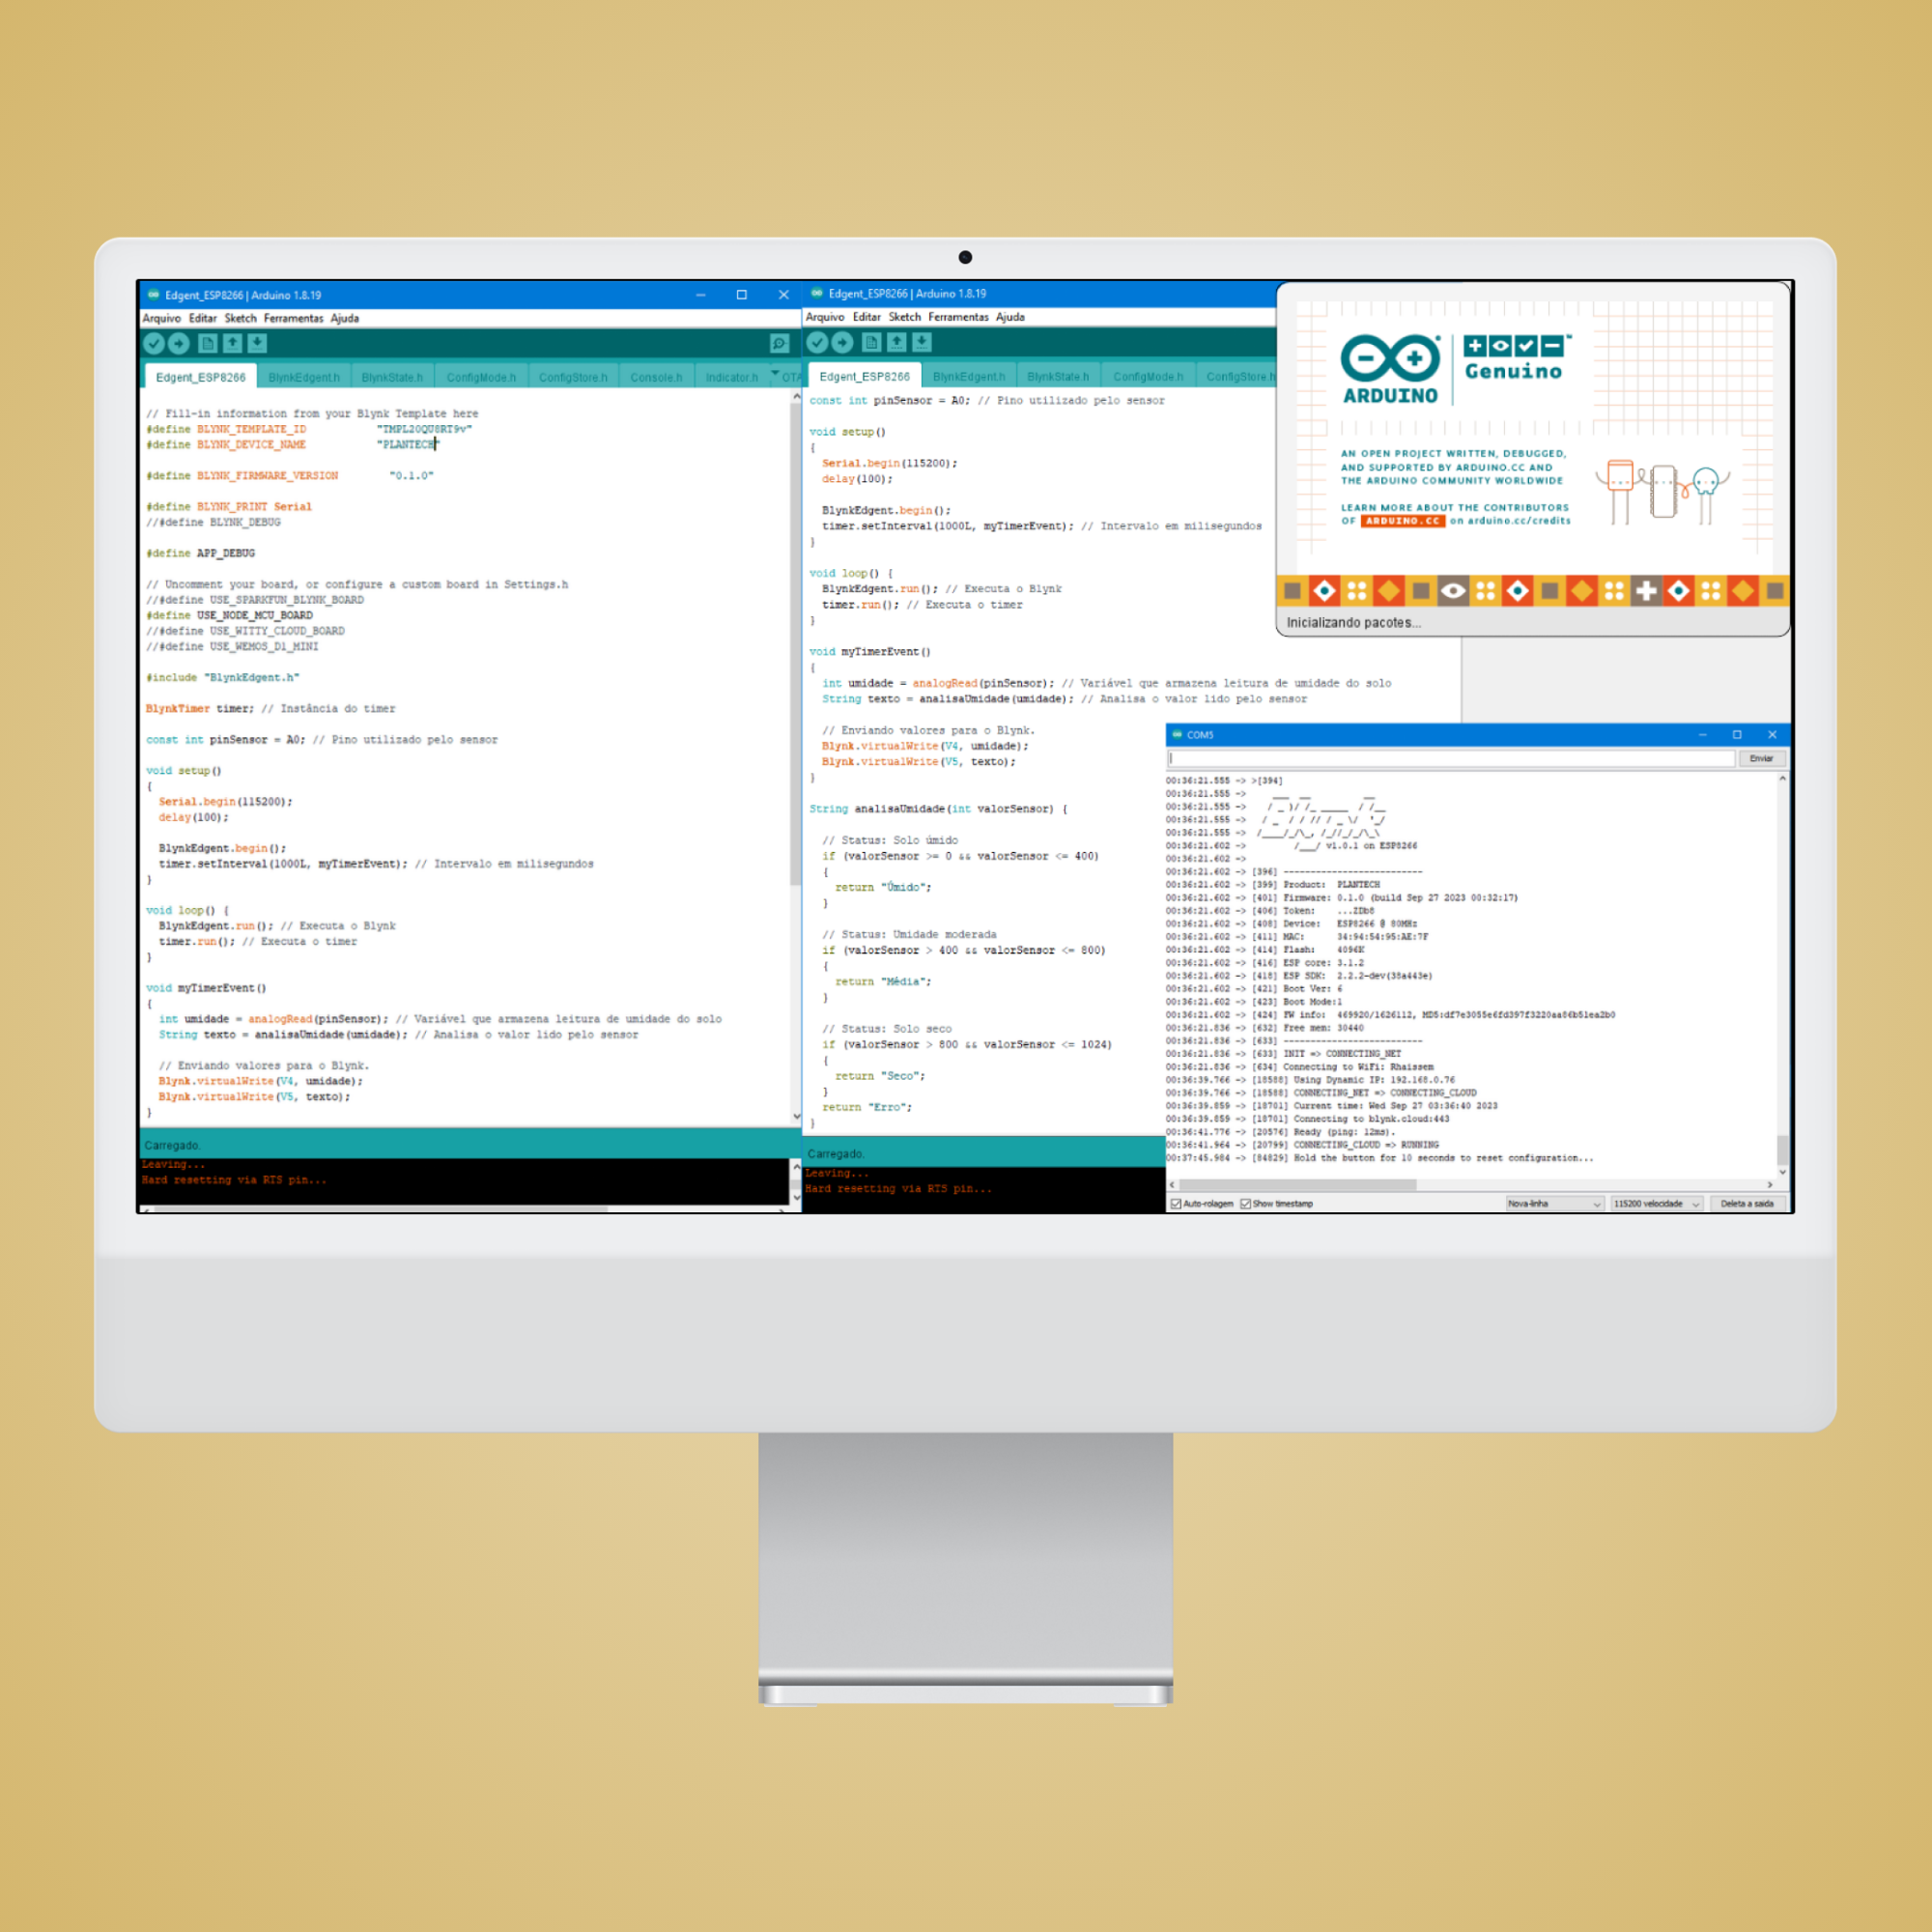 Edgent_ESP8266 | Arduino 1.8.19
Arquivo Editar Sketch Ferramentas Ajuda
Edgent_ESP8266 BlynkEdgent.h BlynkState.h ConfigMode.h ConfigStore.h Console.h Indicator.h OTA
// Fill-in information from your Blynk Template here
#define BLYNK_TEMPLATE_ID "TMPL20QU8RT9v"
#define BLYNK_DEVICE_NAME "PLANTECH"
#define BLYNK_FIRMWARE_VERSION "0.1.0"
#define BLYNK_PRINT Serial
//#define BLYNK_DEBUG
#define APP_DEBUG
// Uncomment your board, or configure a custom board in Settings.h
//#define USE_SPARKFUN_BLYNK_BOARD
#define USE_NODE_MCU_BOARD
//#define USE_WITTY_CLOUD_BOARD
//#define USE_WEMOS_D1_MINI
#include "BlynkEdgent.h"
BlynkTimer timer; // Instância do timer
const int pinSensor = A0; // Pino utilizado pelo sensor
void setup()
{
Serial.begin(115200);
delay(100);
BlynkEdgent.begin();
timer.setInterval(1000L, myTimerEvent); // Intervalo em milisegundos
}
void loop() {
BlynkEdgent.run(); // Executa o Blynk
timer.run(); // Executa o timer
}
void myTimerEvent()
{
int umidade = analogRead(pinSensor); // Variável que armazena leitura de umidade do solo
String texto = analisaUmidade(umidade); // Analisa o valor lido pelo sensor
// Enviando valores para o Blynk.
Blynk.virtualWrite(V4, umidade);
Blynk.virtualWrite(V5, texto);
}
Carregado.
Leaving...
Hard resetting via RTS pin...
Edgent_ESP8266 | Arduino 1.8.19
Arquivo Editar Sketch Ferramentas Ajuda
Edgent_ESP8266 BlynkEdgent.h BlynkState.h ConfigMode.h ConfigStore.h
const int pinSensor = A0; // Pino utilizado pelo sensor
void setup()
{
Serial.begin(115200);
delay(100);
BlynkEdgent.begin();
timer.setInterval(1000L, myTimerEvent); // Intervalo em milisegundos
}
void loop() {
BlynkEdgent.run(); // Executa o Blynk
timer.run(); // Executa o timer
}
void myTimerEvent()
{
int umidade = analogRead(pinSensor); // Variável que armazena leitura de umidade do solo
String texto = analisaUmidade(umidade); // Analisa o valor lido pelo sensor
// Enviando valores para o Blynk.
Blynk.virtualWrite(V4, umidade);
Blynk.virtualWrite(V5, texto);
}
String analisaUmidade(int valorSensor) {
// Status: Solo úmido
if (valorSensor >= 0 && valorSensor <= 400)
{
return "Úmido";
}
// Status: Umidade moderada
if (valorSensor > 400 && valorSensor <= 800)
{
return "Média";
}
// Status: Solo seco
if (valorSensor > 800 && valorSensor <= 1024)
{
return "Seco";
}
return "Erro";
}
Carregado.
Leaving...
Hard resetting via RTS pin...
ARDUINO
Genuino
AN OPEN PROJECT WRITTEN, DEBUGGED,
AND SUPPORTED BY ARDUINO.CC AND
THE ARDUINO COMMUNITY WORLDWIDE
LEARN MORE ABOUT THE CONTRIBUTORS
OF ARDUINO.CC on arduino.cc/credits
Inicializando pacotes...
COM5
Enviar
00:36:21.555 -> >[394]
00:36:21.555 ->
00:36:21.555 ->
00:36:21.555 ->
00:36:21.555 ->
00:36:21.602 -> v1.0.1 on ESP8266
00:36:21.602 ->
00:36:21.602 -> [396] --------------------------
00:36:21.602 -> [399] Product: PLANTECH
00:36:21.602 -> [401] Firmware: 0.1.0 (build Sep 27 2023 00:32:17)
00:36:21.602 -> [406] Token: ...ZDb8
00:36:21.602 -> [408] Device: ESP8266 @ 80MHz
00:36:21.602 -> [411] MAC: 34:94:54:95:AE:7F
00:36:21.602 -> [414] Flash: 4096K
00:36:21.602 -> [416] ESP core: 3.1.2
00:36:21.602 -> [418] ESP SDK: 2.2.2-dev(38a443e)
00:36:21.602 -> [421] Boot Ver: 6
00:36:21.602 -> [423] Boot Mode:1
00:36:21.602 -> [424] FW info: 469920/1626112, MD5:df7e3055e6fd397f3220aa86b51ea2b0
00:36:21.836 -> [632] Free mem: 30440
00:36:21.836 -> [633] --------------------------
00:36:21.836 -> [633] INIT => CONNECTING_NET
00:36:21.836 -> [634] Connecting to WiFi: Rhaissem
00:36:39.766 -> [18588] Using Dynamic IP: 192.168.0.76
00:36:39.766 -> [18588] CONNECTING_NET => CONNECTING_CLOUD
00:36:39.859 -> [18701] Current time: Wed Sep 27 03:36:40 2023
00:36:39.859 -> [18701] Connecting to blynk.cloud:443
00:36:41.776 -> [20576] Ready (ping: 12ms).
00:36:41.964 -> [20799] CONNECTING_CLOUD => RUNNING
00:37:45.984 -> [84829] Hold the button for 10 seconds to reset configuration...
Auto-rolagem Show timestamp Nova-linha 115200 velocidade Deleta a saida